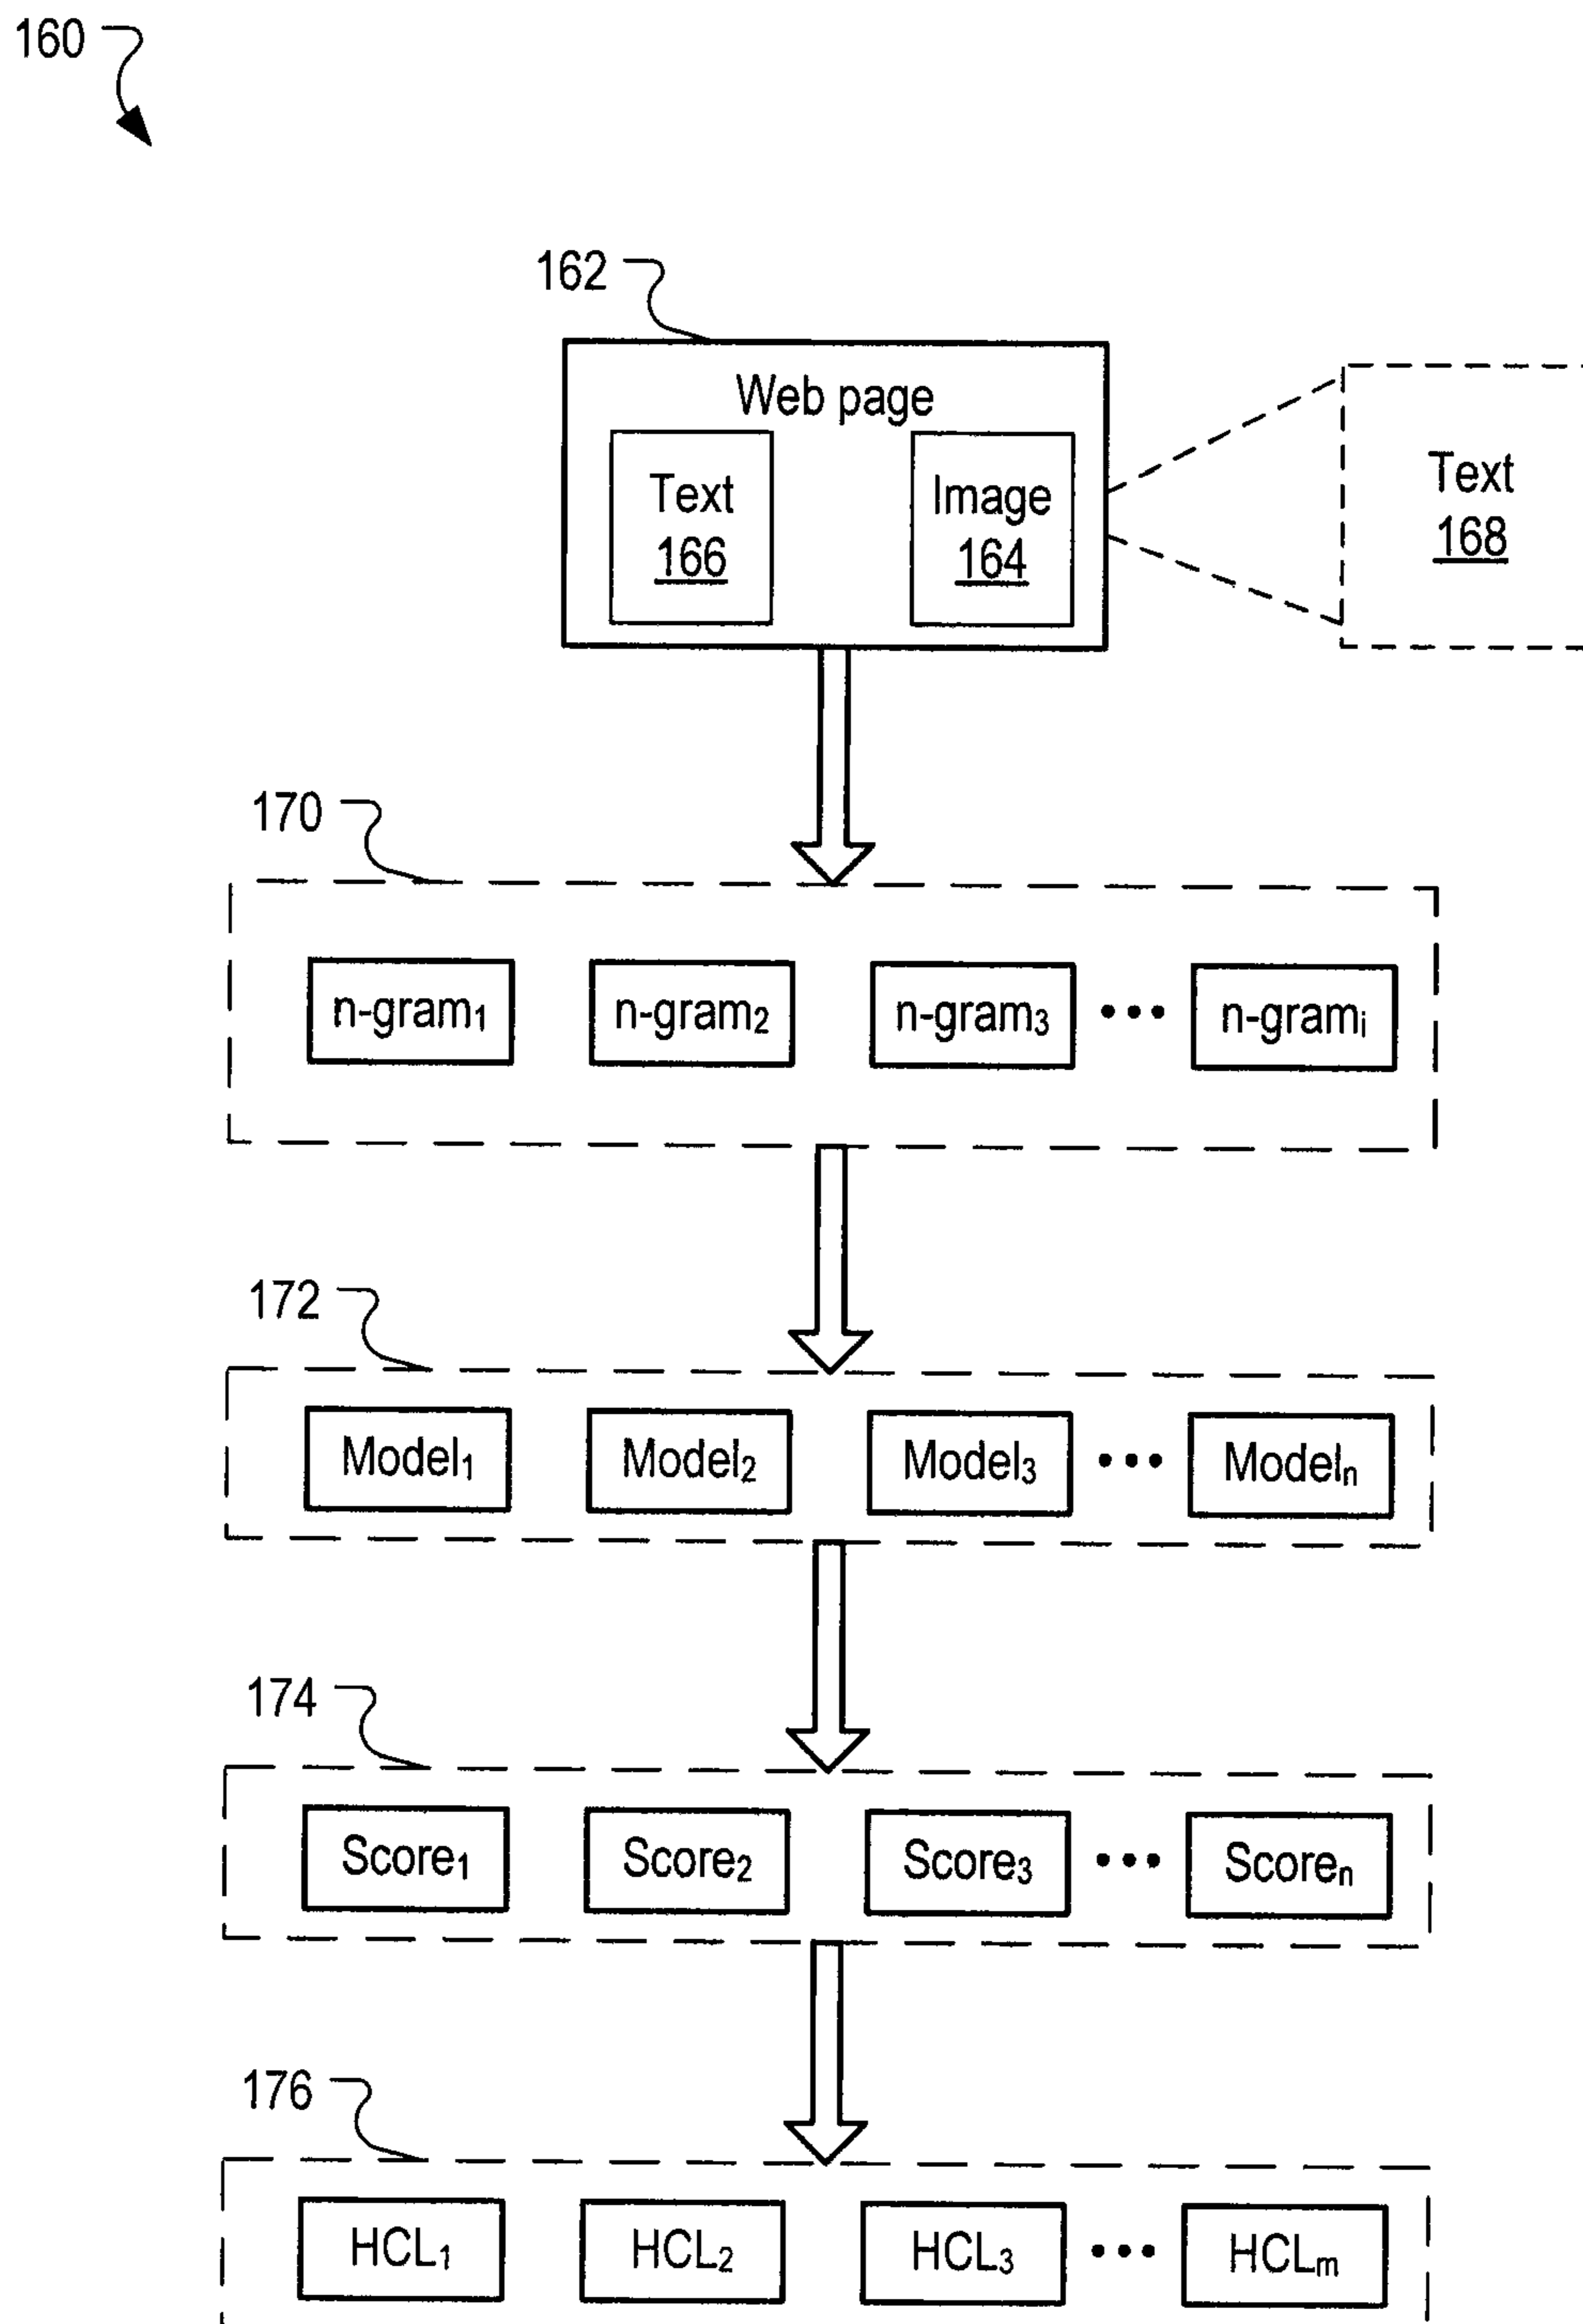 160
162
Web page
Text
166
Image
164
Text
168
170
n-gram₁ n-gram₂ n-gram₃ ••• n-gramᵢ
172
Model₁ Model₂ Model₃ ••• Modelₙ
174
Score₁ Score₂ Score₃ ••• Scoreₙ
176
HCL₁ HCL₂ HCL₃ ••• HCLₘ